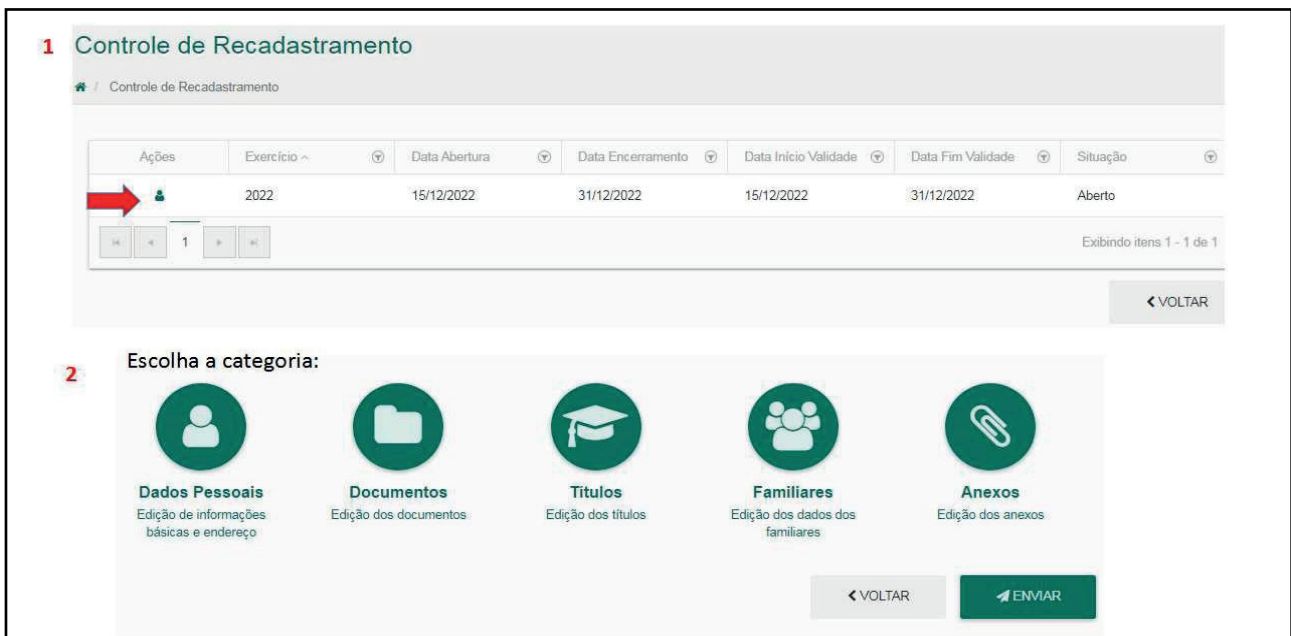 1 Controle de Recadastramento
/ Controle de Recadastramento
Ações Exercício Data Abertura Data Encerramento Data Início Validade Data Fim Validade Situação
2022 15/12/2022 31/12/2022 15/12/2022 31/12/2022 Aberto
1 Exibindo itens 1 - 1 de 1
VOLTAR
2 Escolha a categoria:
Dados Pessoais Documentos Títulos Familiares Anexos
Edição de informações Edição dos documentos Edição dos títulos Edição dos dados dos Edição dos anexos
básicas e endereço familiares
VOLTAR ENVIAR